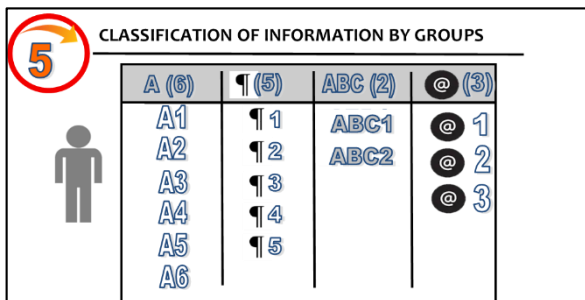 5
CLASSIFICATION OF INFORMATION BY GROUPS
A (6) ¶ (5) ABC (2) @ (3)
A1 ¶ 1 ABC1 @ 1
A2 ¶ 2 ABC2 @ 2
A3 ¶ 3 @ 3
A4 ¶ 4
A5 ¶ 5
A6